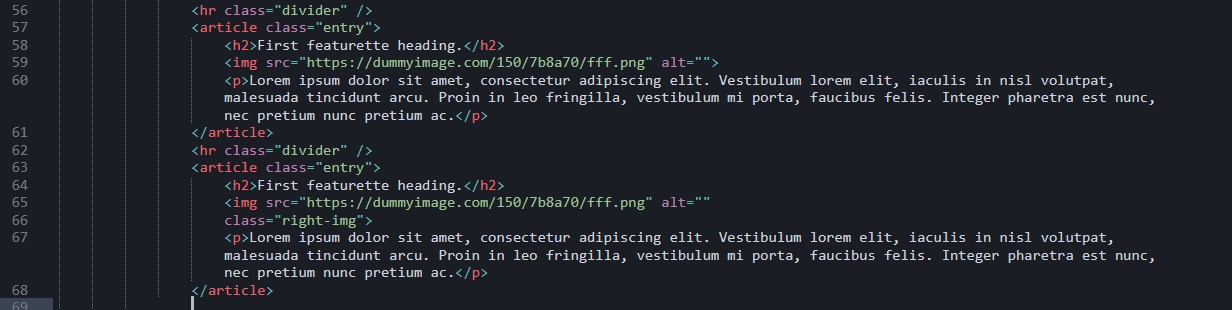 56 <hr class="divider" />
57 <article class="entry">
58 <h2>First featurette heading.</h2>
59 <img src="https://dummyimage.com/150/7b8a70/fff.png" alt="">
60 <p>Lorem ipsum dolor sit amet, consectetur adipiscing elit. Vestibulum lorem elit, iaculis in nisl volutpat,
malesuada tincidunt arcu. Proin in leo fringilla, vestibulum mi porta, faucibus felis. Integer pharetra est nunc,
nec pretium nunc pretium ac.</p>
61 </article>
62 <hr class="divider" />
63 <article class="entry">
64 <h2>First featurette heading.</h2>
65 <img src="https://dummyimage.com/150/7b8a70/fff.png" alt=""
66 class="right-img">
67 <p>Lorem ipsum dolor sit amet, consectetur adipiscing elit. Vestibulum lorem elit, iaculis in nisl volutpat,
malesuada tincidunt arcu. Proin in leo fringilla, vestibulum mi porta, faucibus felis. Integer pharetra est nunc,
nec pretium nunc pretium ac.</p>
68 </article>
69